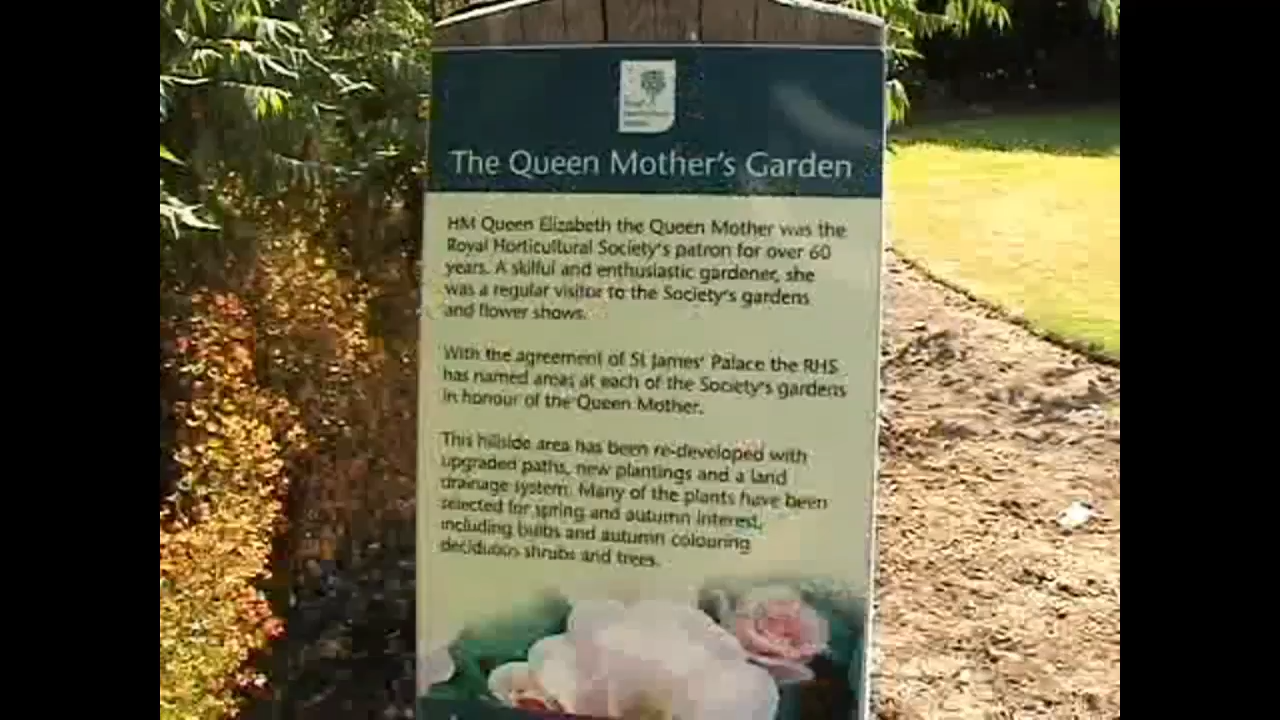 The Queen Mother's Garden
HM Queen Elizabeth the Queen Mother was the
Royal Horticultural Society's patron for over 60
years. A skilful and enthusiastic gardener, she
was a regular visitor to the Society's gardens
and flower shows.
With the agreement of St James' Palace the RHS
has named areas at each of the Society's gardens
in honour of the Queen Mother.
This hillside area has been re-developed with
upgraded paths, new plantings and a land
drainage system. Many of the plants have been
selected for spring and autumn interest,
including bulbs and autumn colouring
deciduous shrubs and trees.